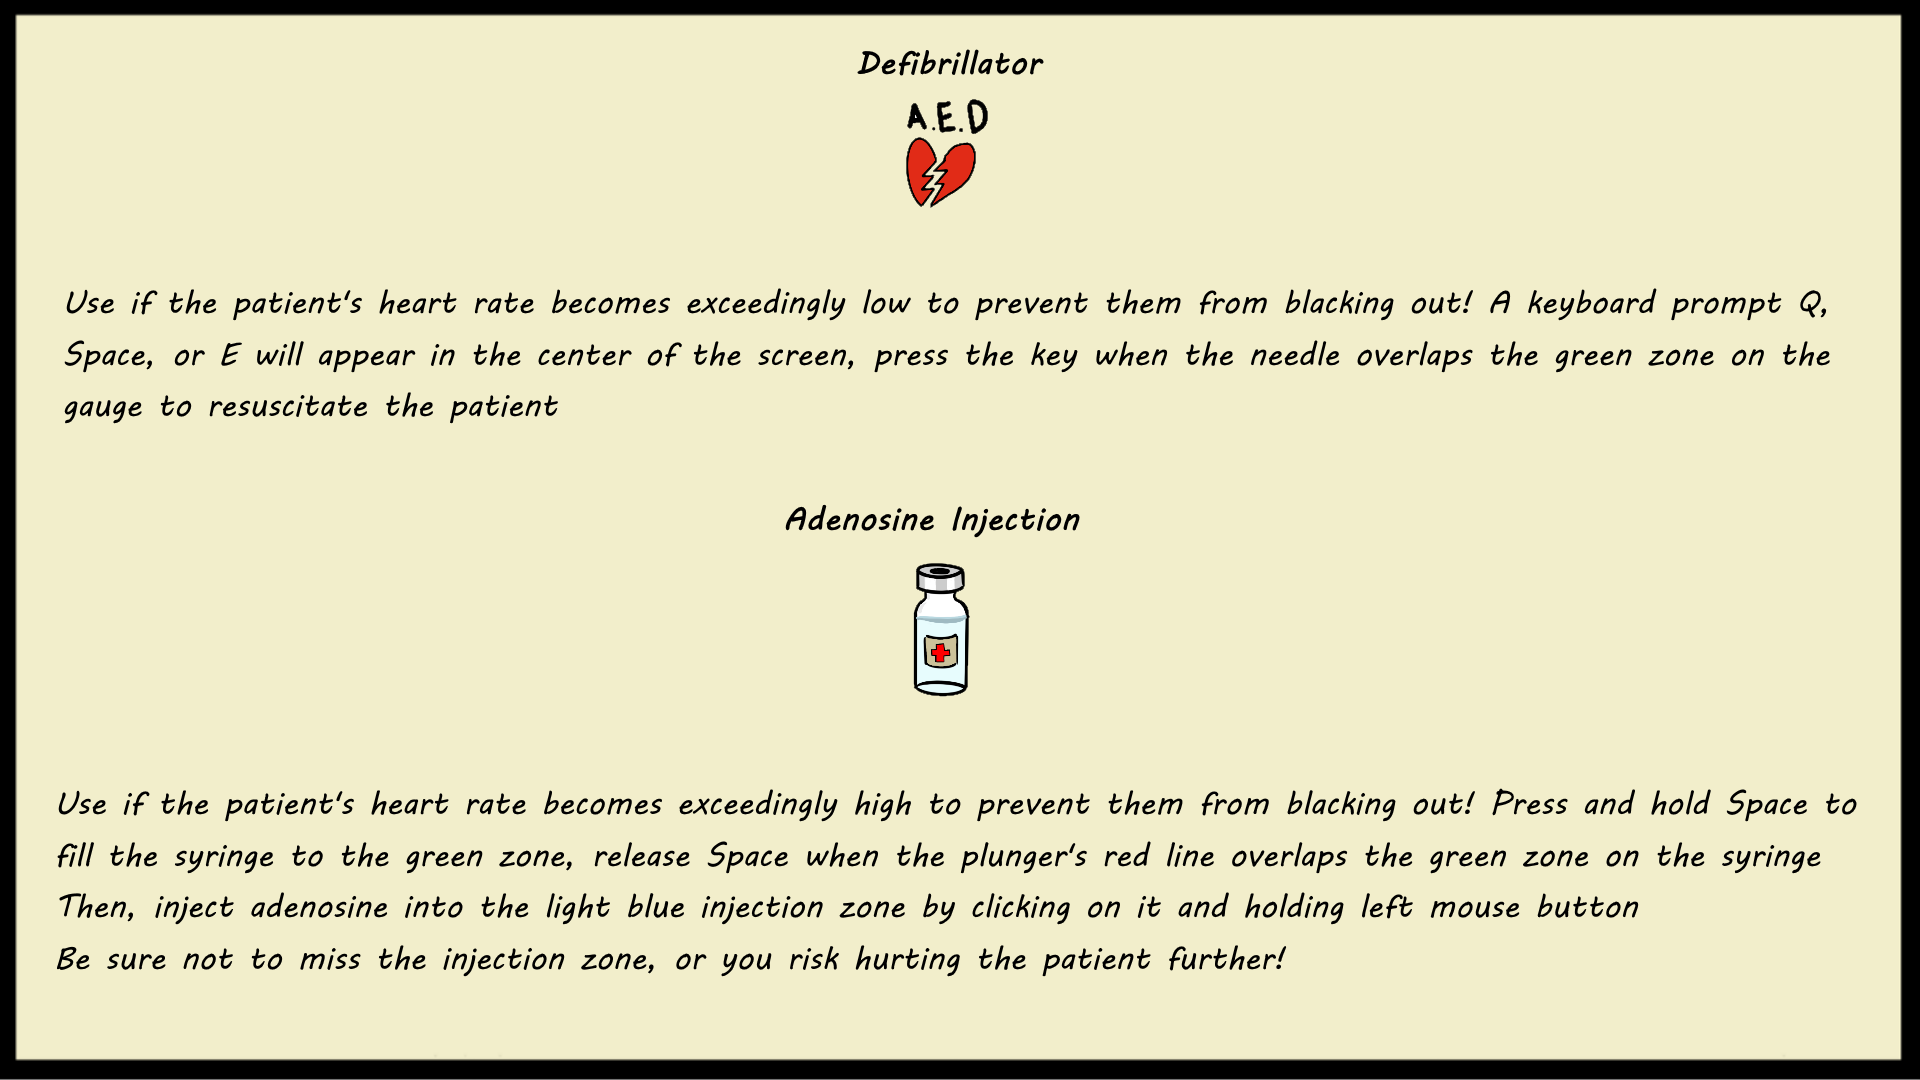 Defibrillator
A.E.D
Use if the patient's heart rate becomes exceedingly low to prevent them from blacking out! A keyboard prompt Q,
Space, or E will appear in the center of the screen, press the key when the needle overlaps the green zone on the
gauge to resuscitate the patient
Adenosine Injection
Use if the patient's heart rate becomes exceedingly high to prevent them from blacking out! Press and hold Space to
fill the syringe to the green zone, release Space when the plunger's red line overlaps the green zone on the syringe
Then, inject adenosine into the light blue injection zone by clicking on it and holding left mouse button
Be sure not to miss the injection zone, or you risk hurting the patient further!